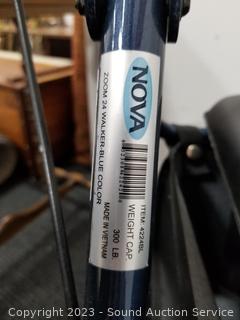 NOVA
ZOOM 24 WALKER-BLUE COLOR
ITEM: 4224BL
WEIGHT CAP
300 LB.
MADE IN VIETNAM
Copyright 2023 - Sound Auction Service